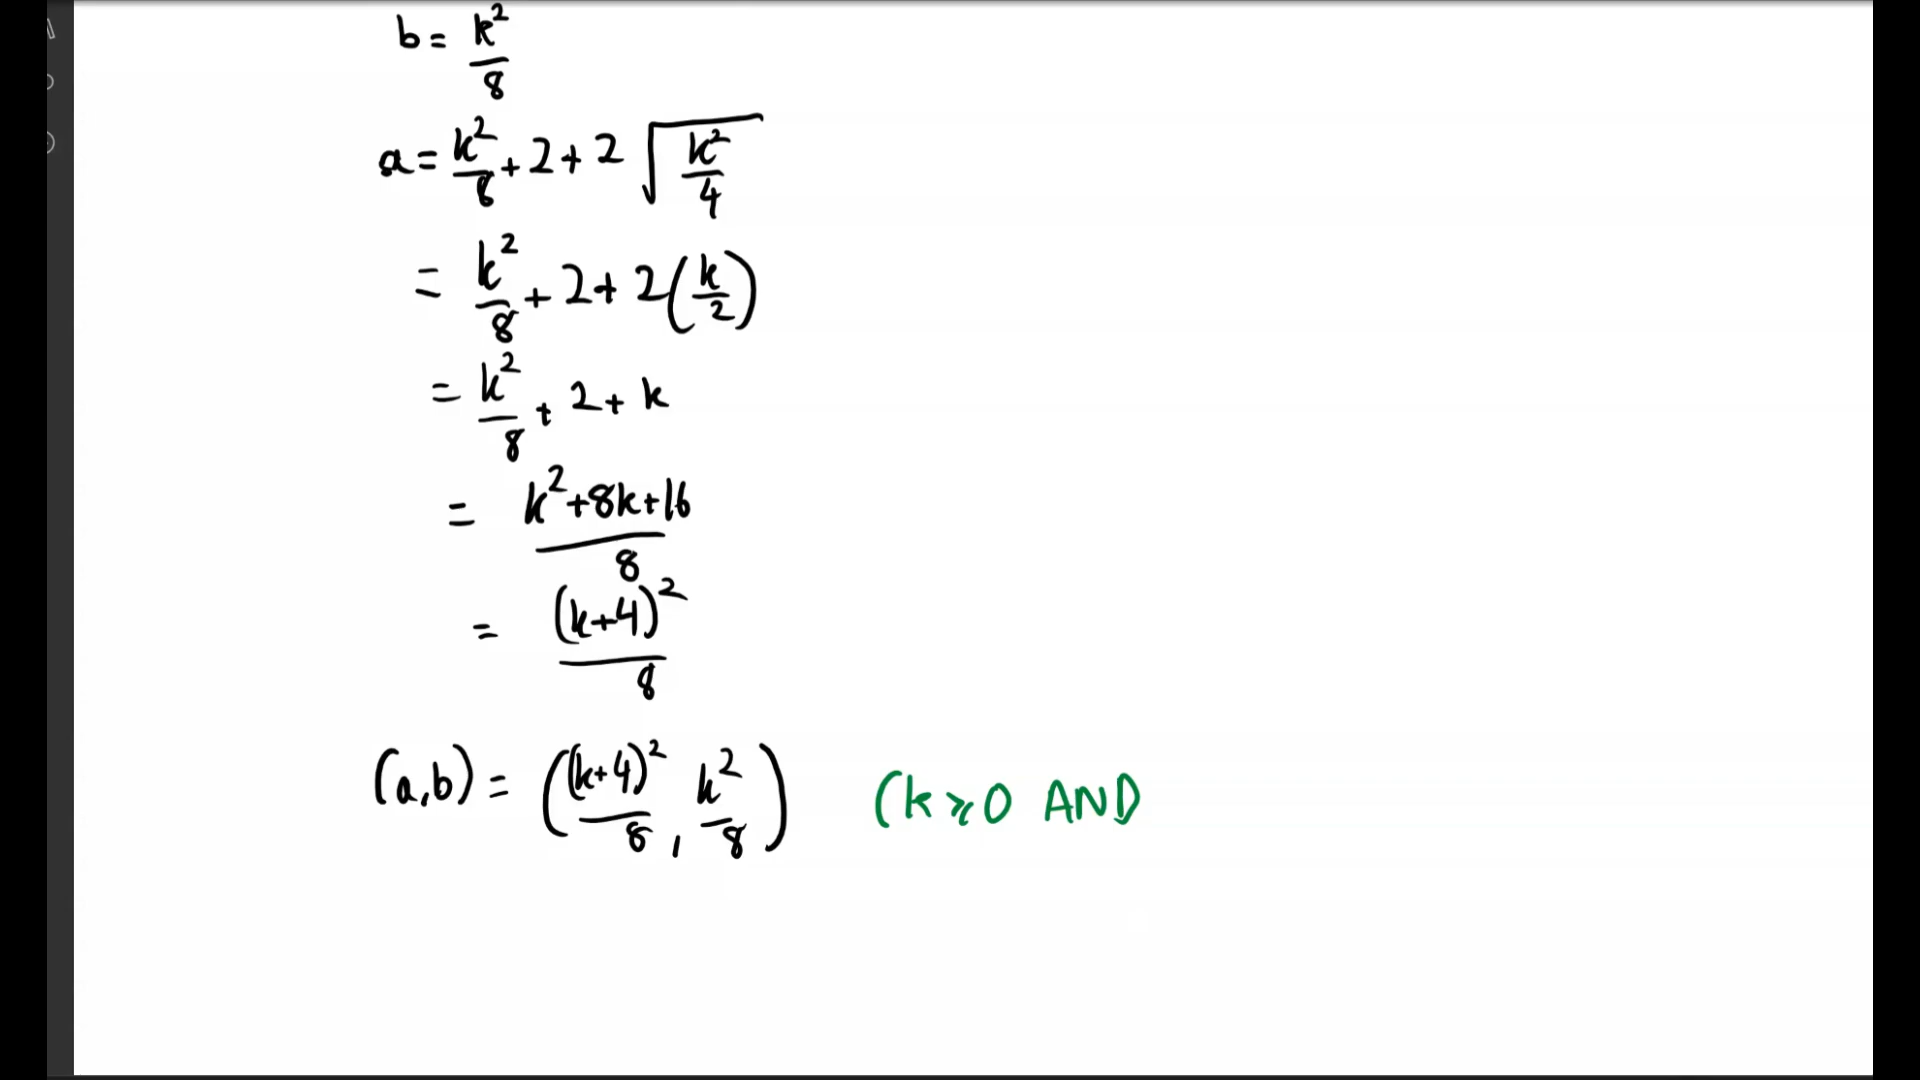 b = k²/8
a = k²/8 + 2 + 2√(k²/4)
= k²/8 + 2 + 2(k/2)
= k²/8 + 2 + k
= (k²+8k+16)/8
= (k+4)²/8
(a,b) = ((k+4)²/8, k²/8) (k ≥ 0 AND